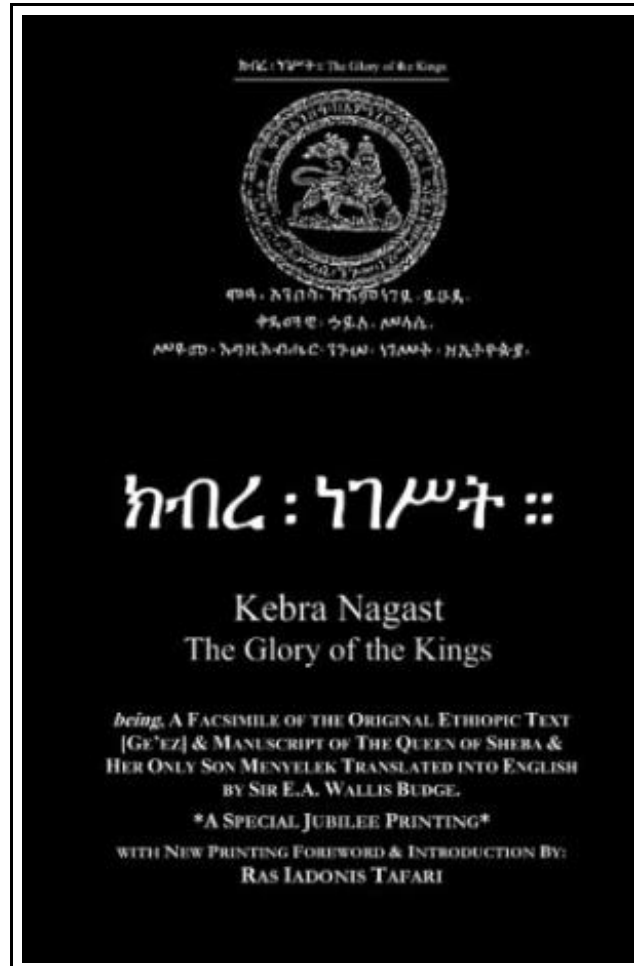 ክብረ ፡ ነገሥት ። The Glory of the Kings
ሞዓ ፡ አንበሳ ፡ ዘእምነገደ ፡ ይሁዳ ፡
ቀዳማዊ ፡ ኃይለ ፡ ሥላሴ ፡
ሥዩመ ፡ እግዚአብሔር ፡ ንጉሠ ፡ ነገሥት ፡ ዘኢትዮጵያ ፡
ክብረ ፡ ነገሥት ።
Kebra Nagast
The Glory of the Kings
being, A FACSIMILE OF THE ORIGINAL ETHIOPIC TEXT
[GE'EZ] & MANUSCRIPT OF THE QUEEN OF SHEBA &
HER ONLY SON MENYELEK TRANSLATED INTO ENGLISH
BY SIR E.A. WALLIS BUDGE.
*A SPECIAL JUBILEE PRINTING*
WITH NEW PRINTING FOREWORD & INTRODUCTION BY:
RAS IADONIS TAFARI